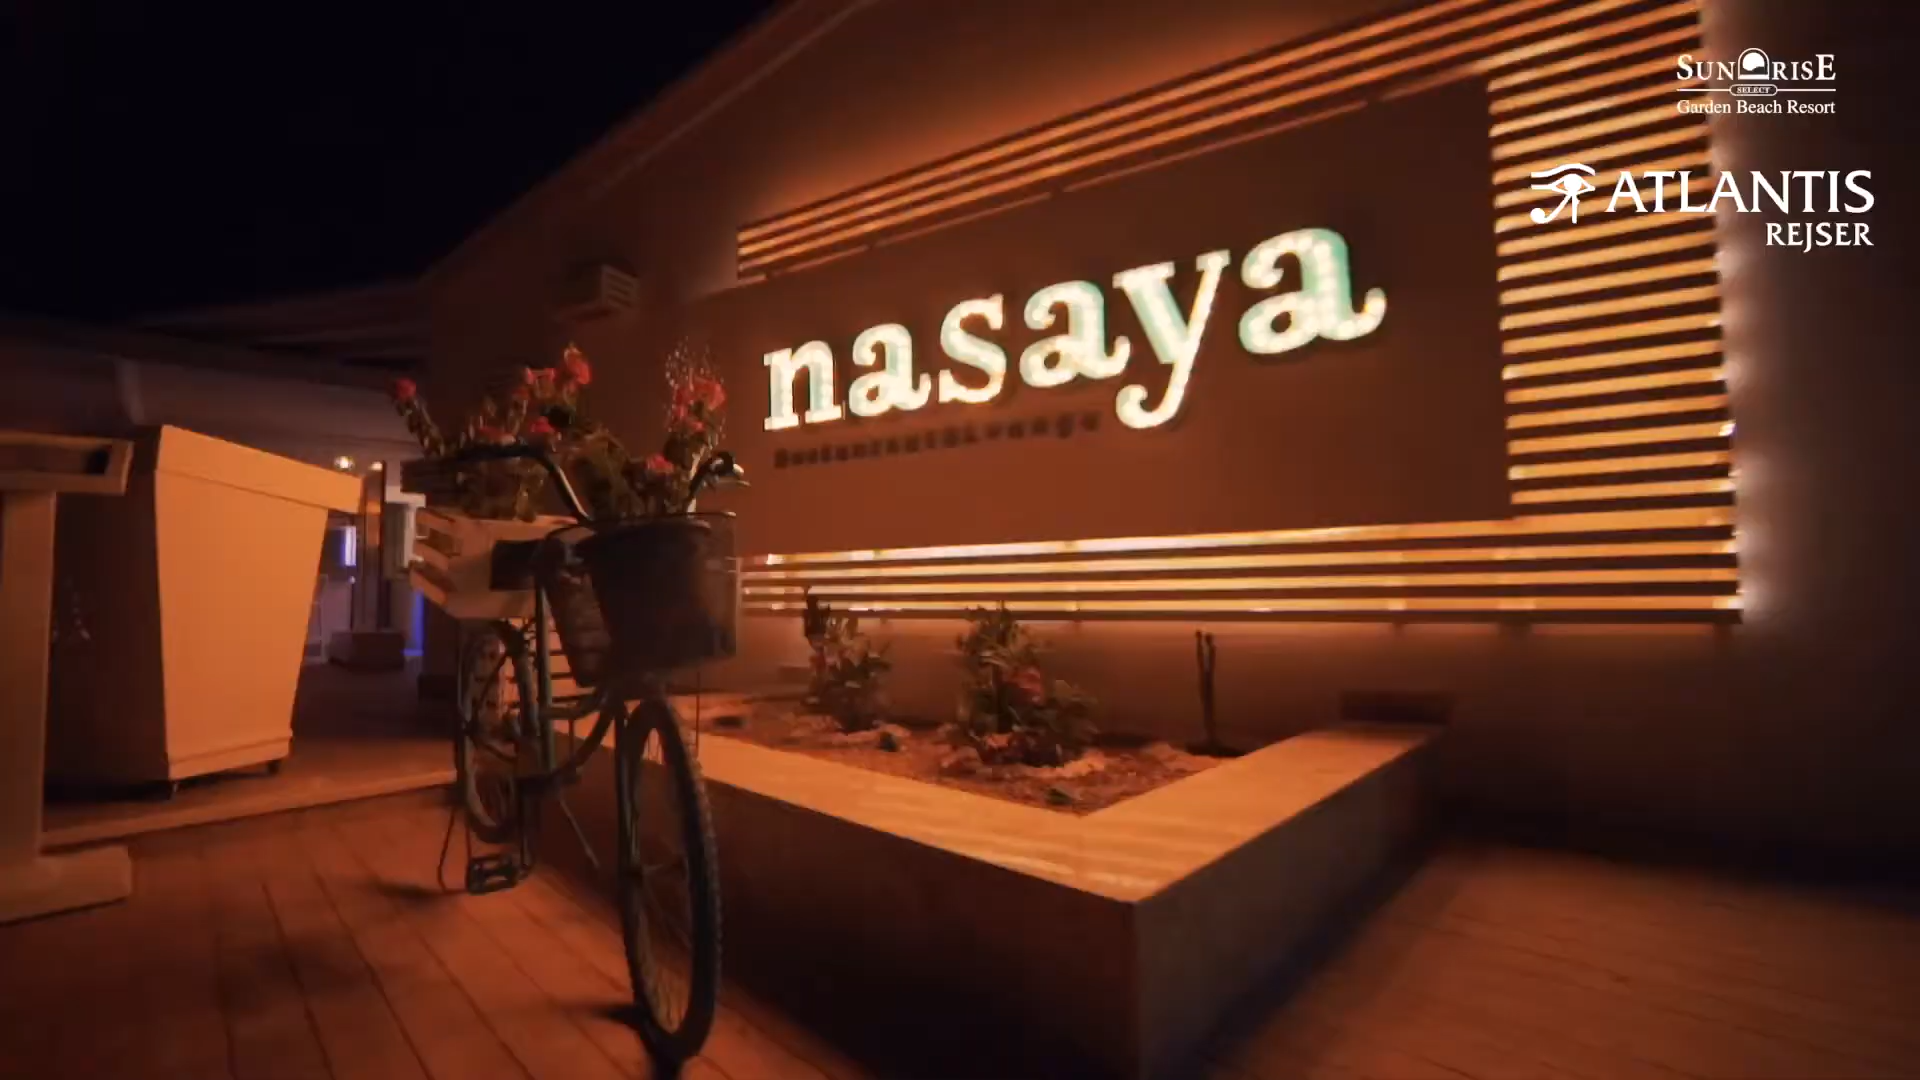 SUNRISE
SELECT
Garden Beach Resort
ATLANTIS
REJSER
nasaya